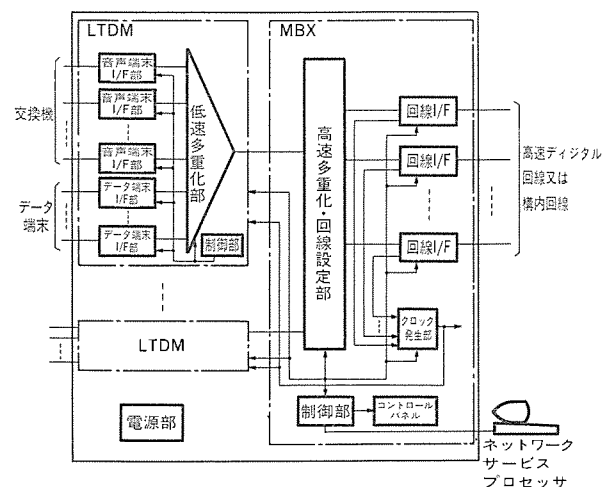 LTDM
MBX
音声端末
I/F部
音声端末
I/F部
音声端末
I/F部
データ端末
I/F部
データ端末
I/F部
交換機
データ
端末
低速多重化部
制御部
高速多重化・回線設定部
回線I/F
回線I/F
回線I/F
高速ディジタル
回線又は
構内回線
クロック
発生部
LTDM
電源部
制御部
コントロール
パネル
ネットワーク
サービス
プロセッサ